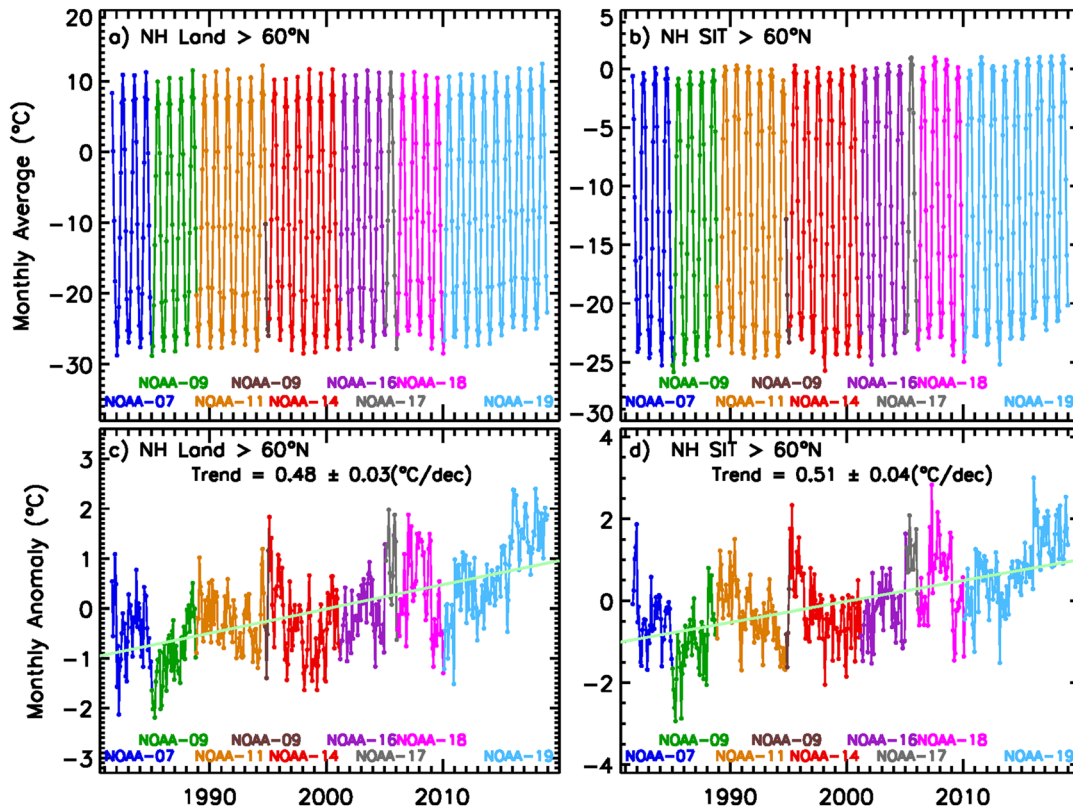 a) NH Land > 60°N
Monthly Average (°C)
20
10
0
-10
-20
-30
NOAA-09 NOAA-09 NOAA-16 NOAA-18
NOAA-07 NOAA-11 NOAA-14 NOAA-17 NOAA-19
b) NH SIT > 60°N
5
0
-5
-10
-15
-20
-25
-30
NOAA-09 NOAA-09 NOAA-16 NOAA-18
NOAA-07 NOAA-11 NOAA-14 NOAA-17 NOAA-19
c) NH Land > 60°N
Trend = 0.48 ± 0.03(°C/dec)
Monthly Anomaly (°C)
3
2
1
0
-1
-2
-3
NOAA-09 NOAA-09 NOAA-16 NOAA-18
NOAA-07 NOAA-11 NOAA-14 NOAA-17 NOAA-19
1990 2000 2010
d) NH SIT > 60°N
Trend = 0.51 ± 0.04(°C/dec)
4
2
0
-2
-4
NOAA-09 NOAA-09 NOAA-16 NOAA-18
NOAA-07 NOAA-11 NOAA-14 NOAA-17 NOAA-19
1990 2000 2010